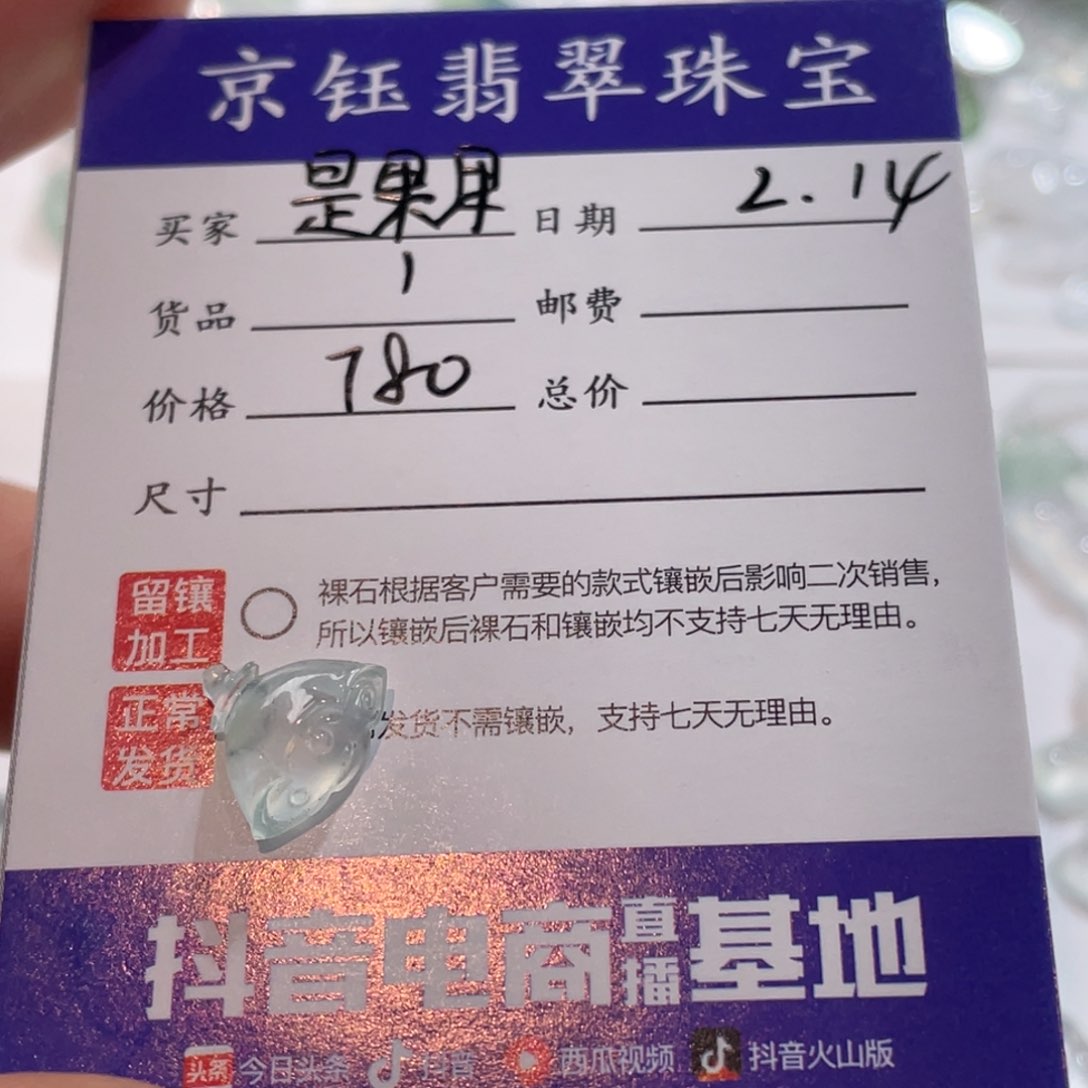 京钰翡翠珠宝
买家 是果果 日期 2.14
货品 1 邮费
价格 780 总价
尺寸
留镶加工 裸石根据客户需要的款式镶嵌后影响二次销售，
所以镶嵌后裸石和镶嵌均不支持七天无理由。
正常发货 发货不需镶嵌，支持七天无理由。
抖音电商直播基地
头条 今日头条 抖音 西瓜视频 抖音火山版